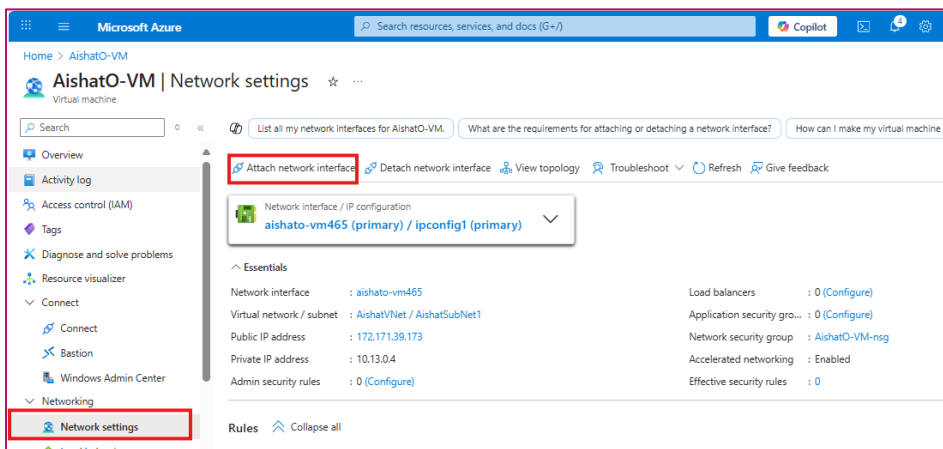 Microsoft Azure
Search resources, services, and docs (G+/)
Copilot
4
Home > AishatO-VM
AishatO-VM | Network settings
Virtual machine
Search
List all my network interfaces for AishatO-VM.
What are the requirements for attaching or detaching a network interface?
How can I make my virtual machine
Overview
Activity log
Access control (IAM)
Tags
Diagnose and solve problems
Resource visualizer
Connect
Connect
Bastion
Windows Admin Center
Networking
Network settings
Attach network interface
Detach network interface
View topology
Troubleshoot
Refresh
Give feedback
Network interface / IP configuration
aishato-vm465 (primary) / ipconfig1 (primary)
Essentials
Network interface : aishato-vm465
Virtual network / subnet : AishatVNet / AishatSubNet1
Public IP address : 172.171.39.173
Private IP address : 10.13.0.4
Admin security rules : 0 (Configure)
Load balancers : 0 (Configure)
Application security gro... : 0 (Configure)
Network security group : AishatO-VM-nsg
Accelerated networking : Enabled
Effective security rules : 0
Rules
Collapse all